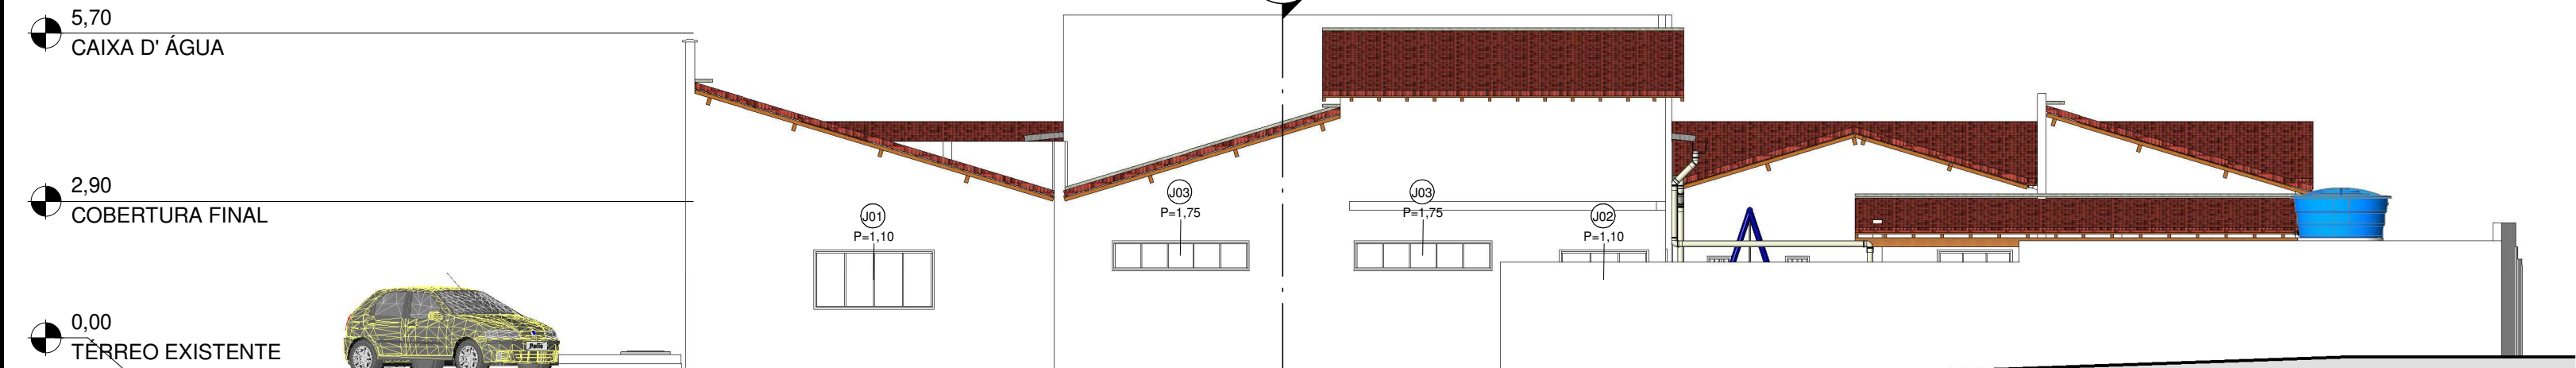 5,70
CAIXA D' ÁGUA
2,90
COBERTURA FINAL
J01
P=1,10
J03
P=1,75
J03
P=1,75
J02
P=1,10
0,00
TÉRREO EXISTENTE